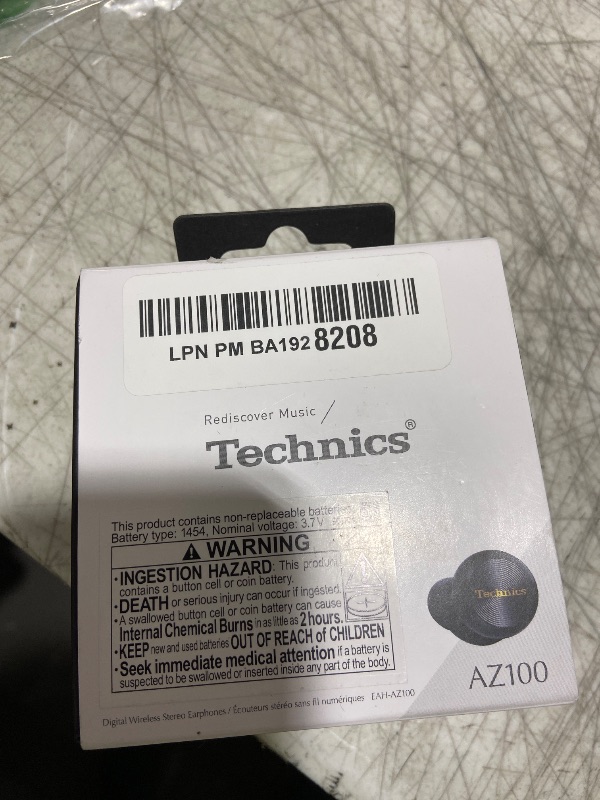 LPN PM BA1928208
Rediscover Music /
Technics®
This product contains non-replaceable
Battery type: 1454, Nominal voltage: 3.7V
WARNING
•INGESTION HAZARD: This
contains a button cell or coin battery.
•DEATH or serious injury can occur if ingested.
•A swallowed button cell or coin battery can cause
Internal Chemical Burns in as little as 2 hours.
•KEEP new and used batteries OUT OF REACH of CHILDREN
•Seek immediate medical attention if a battery is
suspected to be swallowed or inserted inside any part of the body.
Technics
AZ100
Digital Wireless Stereo Earphones / Écouteurs stéréo sans fil numériques EAH-AZ100